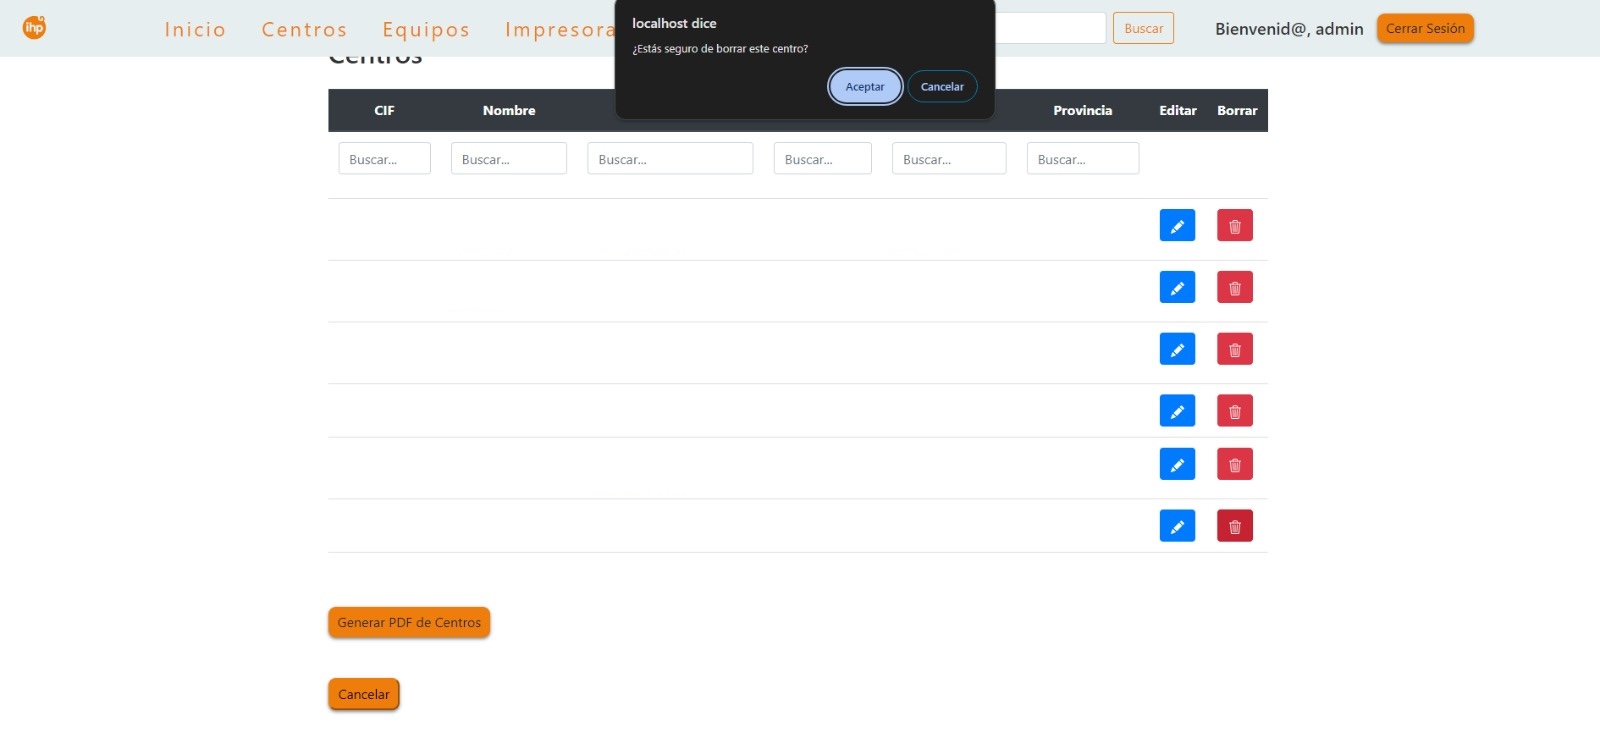 ihp
Inicio
Centros
Equipos
Impresora
localhost dice
¿Estás seguro de borrar este centro?
Aceptar
Cancelar
Buscar
Bienvenid@, admin
Cerrar Sesión
Centros
CIF
Nombre
Provincia
Editar
Borrar
Buscar...
Buscar...
Buscar...
Buscar...
Buscar...
Buscar...
Generar PDF de Centros
Cancelar